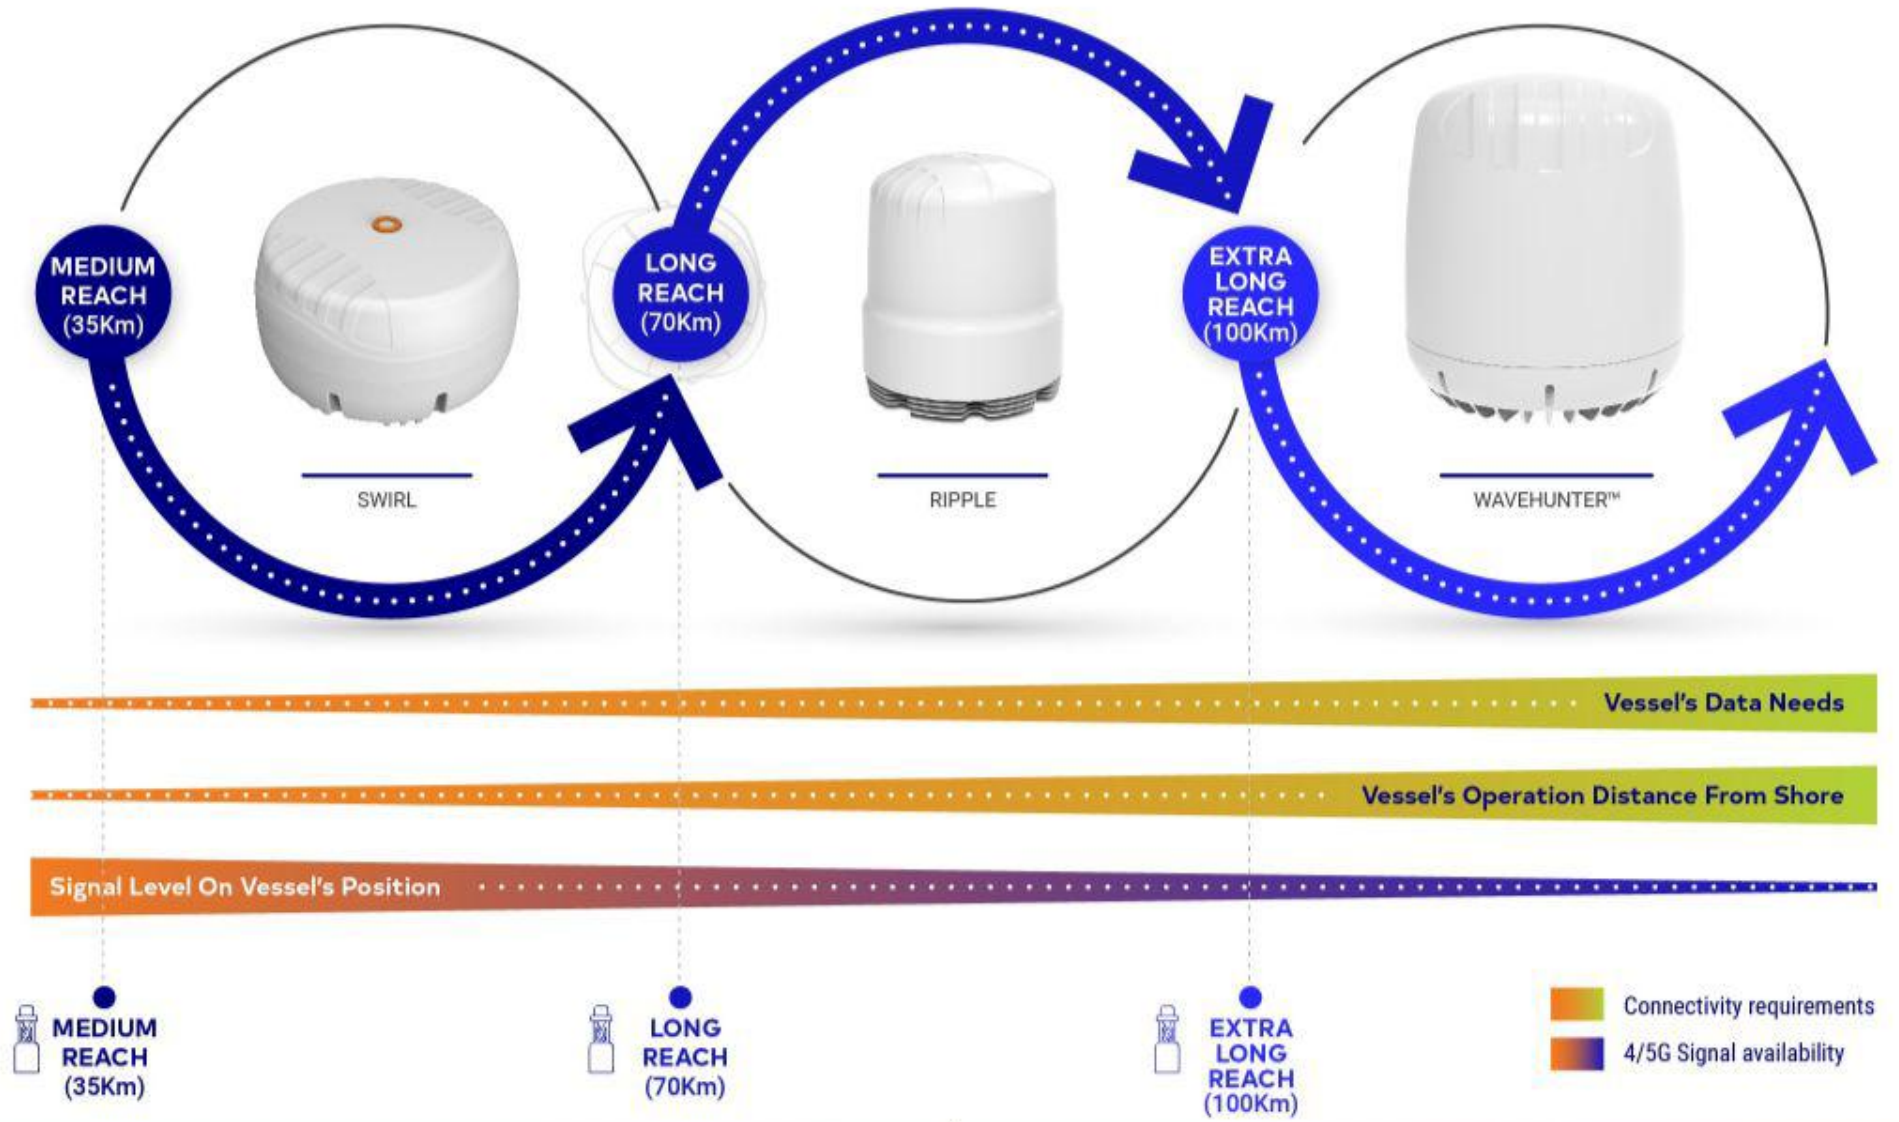 MEDIUM
REACH
(35Km)
SWIRL
LONG
REACH
(70Km)
RIPPLE
EXTRA
LONG
REACH
(100Km)
WAVEHUNTER™
Vessel's Data Needs
Vessel's Operation Distance From Shore
Signal Level On Vessel's Position
MEDIUM
REACH
(35Km)
LONG
REACH
(70Km)
EXTRA
LONG
REACH
(100Km)
Connectivity requirements
4/5G Signal availability